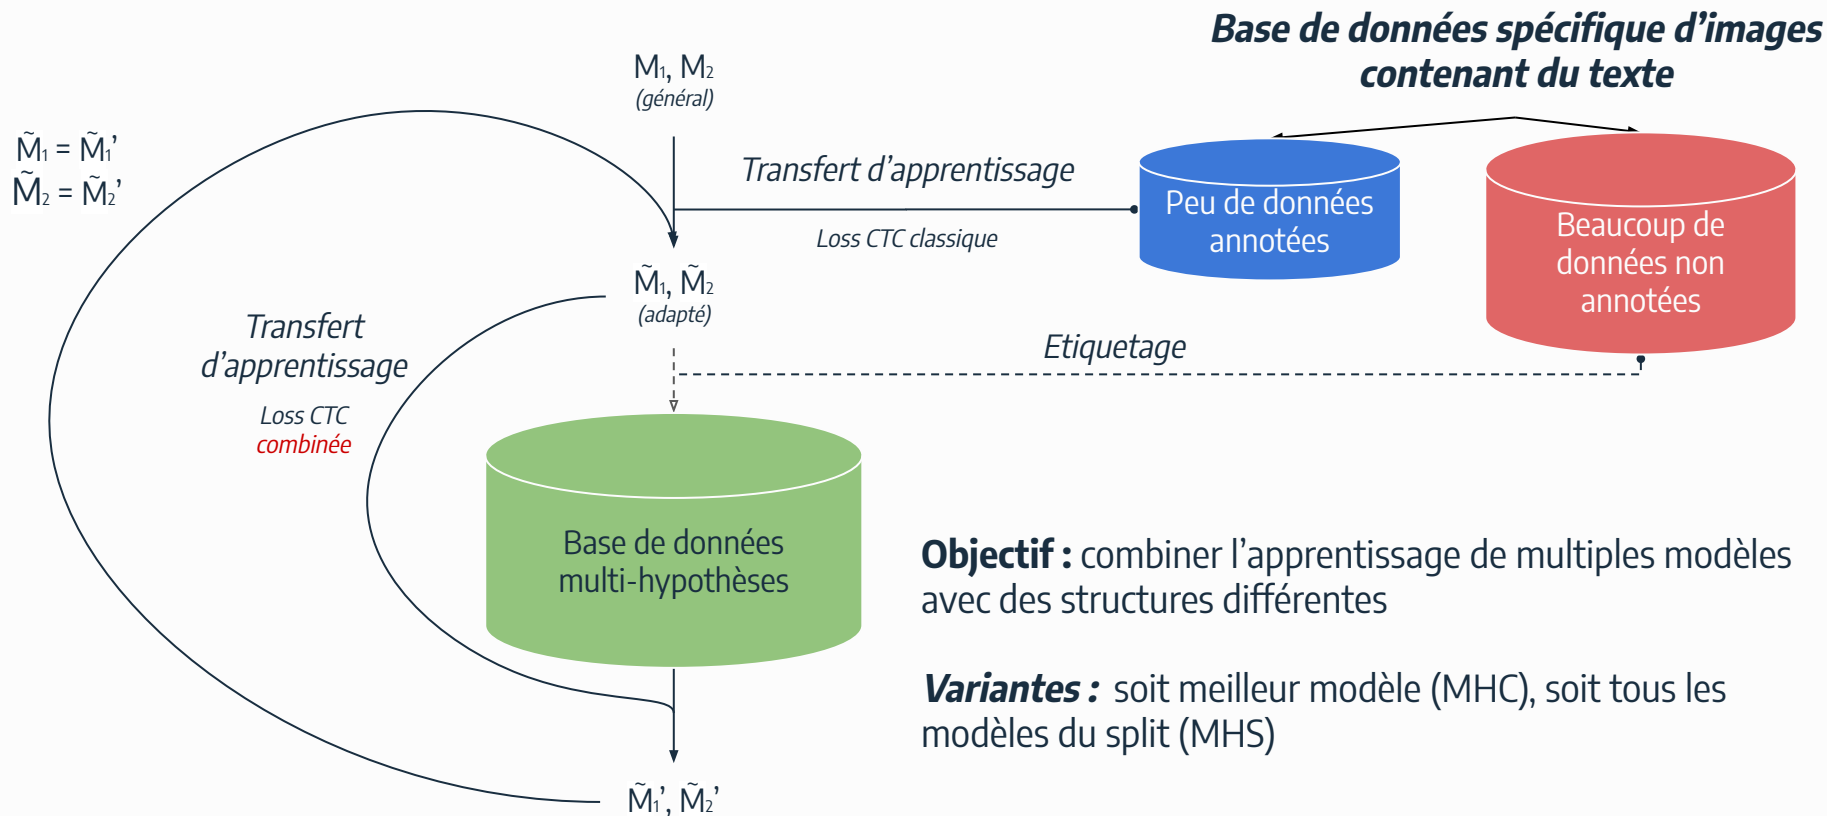 Base de données spécifique d’images
contenant du texte
M₁, M₂
(général)
M̃₁ = M̃₁’
M̃₂ = M̃₂’
Transfert d’apprentissage
Loss CTC classique
Peu de données
annotées
Beaucoup de
données non
annotées
M̃₁, M̃₂
(adapté)
Transfert
d’apprentissage
Loss CTC
combinée
Etiquetage
Base de données
multi-hypothèses
Objectif : combiner l’apprentissage de multiples modèles
avec des structures différentes
Variantes : soit meilleur modèle (MHC), soit tous les
modèles du split (MHS)
M̃₁’, M̃₂’